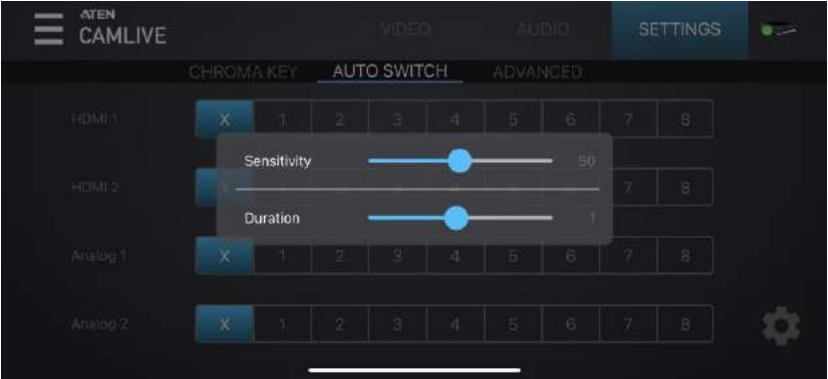 ATEN
CAMLIVE
VIDEO AUDIO SETTINGS
CHROMA KEY AUTO SWITCH ADVANCED
HDMI 1 X 1 2 3 4 5 6 7 8
Sensitivity 50
HDMI 2 7 8
Duration 1
Analog 1 X 1 2 3 4 5 6 7 8
Analog 2 X 1 2 3 4 5 6 7 8